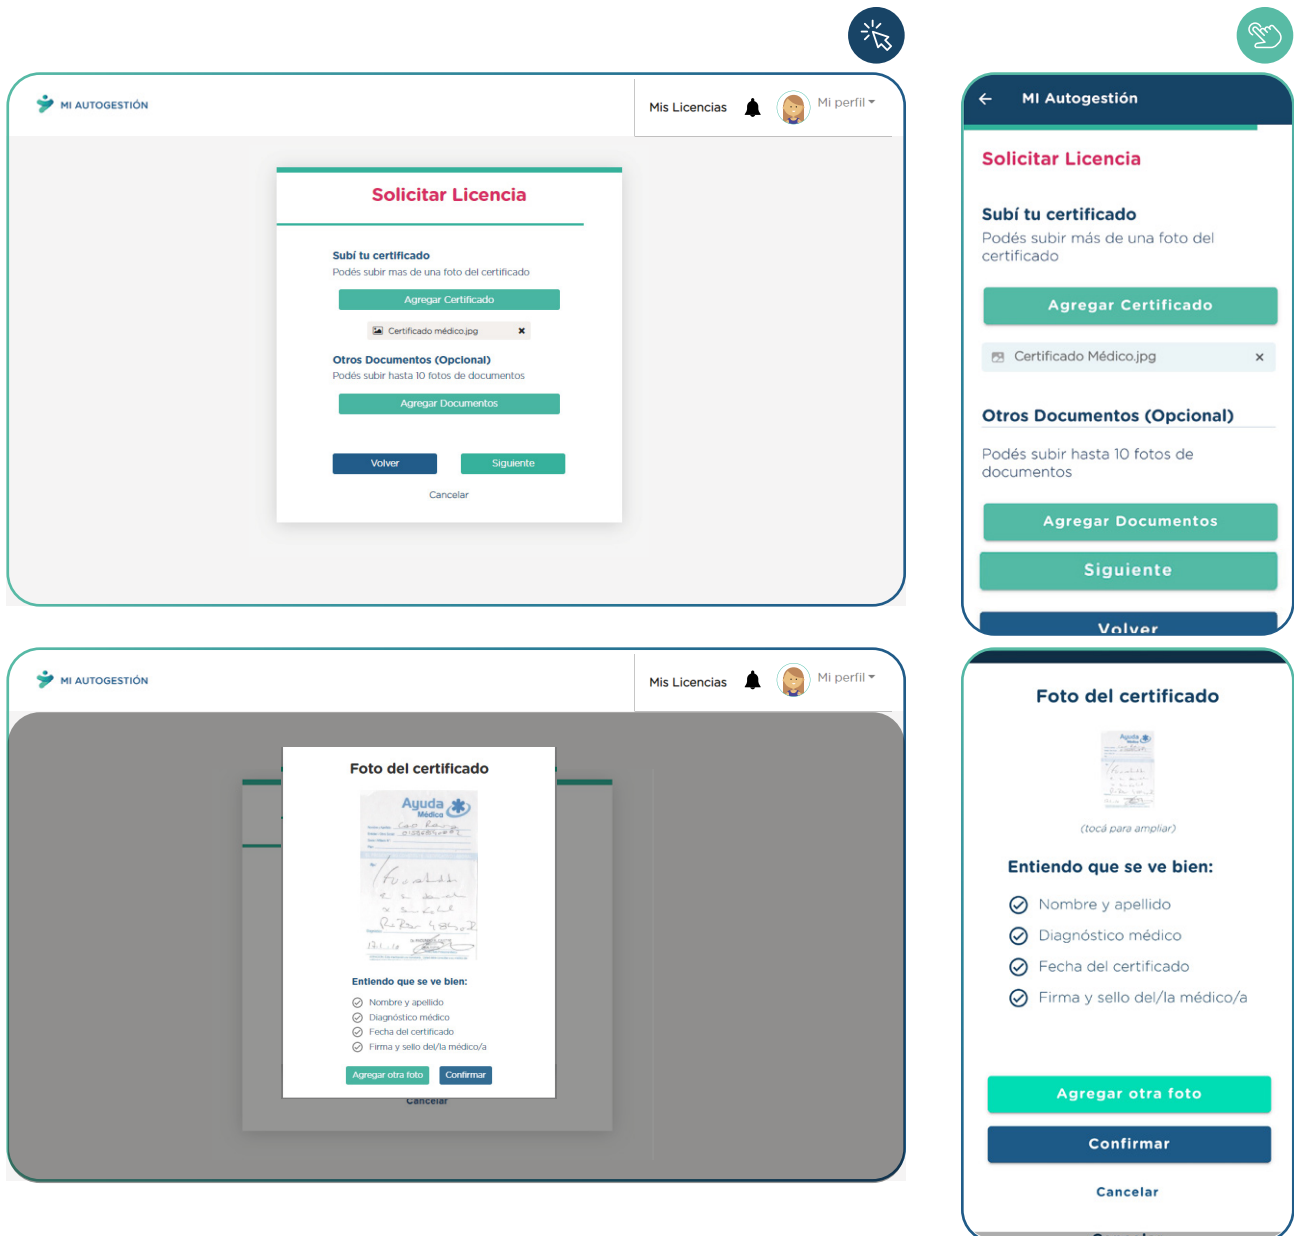 MI AUTOGESTIÓN
Mis Licencias
Mi perfil
Solicitar Licencia
Subí tu certificado
Podés subir mas de una foto del certificado
Agregar Certificado
Certificado médico.jpg
Otros Documentos (Opcional)
Podés subir hasta 10 fotos de documentos
Agregar Documentos
Volver
Siguiente
Cancelar
MI Autogestión
Solicitar Licencia
Subí tu certificado
Podés subir más de una foto del
certificado
Agregar Certificado
Certificado Médico.jpg
Otros Documentos (Opcional)
Podés subir hasta 10 fotos de
documentos
Agregar Documentos
Siguiente
Volver
MI AUTOGESTIÓN
Mis Licencias
Mi perfil
Foto del certificado
Ayuda
Médica
Entiendo que se ve bien:
Nombre y apellido
Diagnóstico médico
Fecha del certificado
Firma y sello del/la médico/a
Agregar otra foto
Confirmar
Cancelar
Foto del certificado
Ayuda
Médica
(tocá para ampliar)
Entiendo que se ve bien:
Nombre y apellido
Diagnóstico médico
Fecha del certificado
Firma y sello del/la médico/a
Agregar otra foto
Confirmar
Cancelar